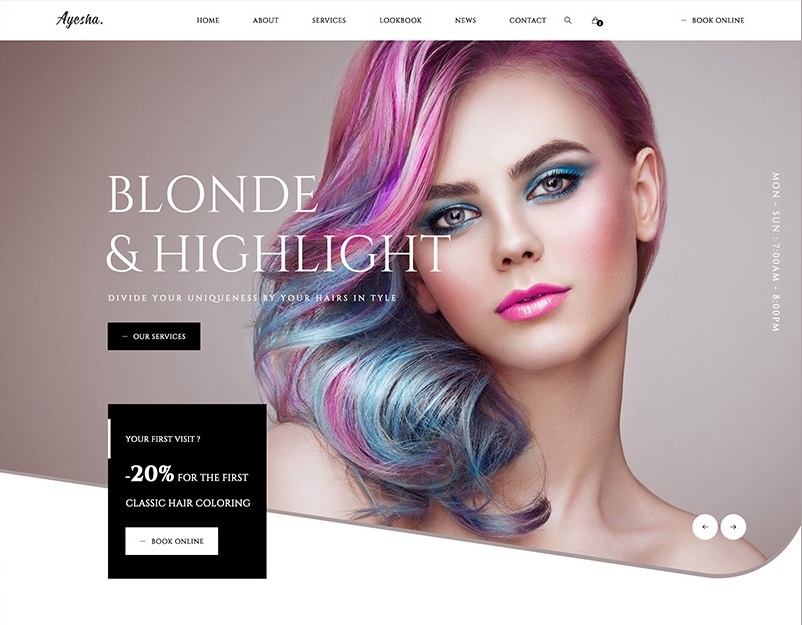 Ayesha.
HOME ABOUT SERVICES LOOKBOOK NEWS CONTACT
— BOOK ONLINE
BLONDE
& HIGHLIGHT
DIVIDE YOUR UNIQUENESS BY YOUR HAIRS IN TYLE
— OUR SERVICES
MON - SUN : 7:00AM - 8:00PM
YOUR FIRST VISIT ?
-20% FOR THE FIRST
CLASSIC HAIR COLORING
— BOOK ONLINE